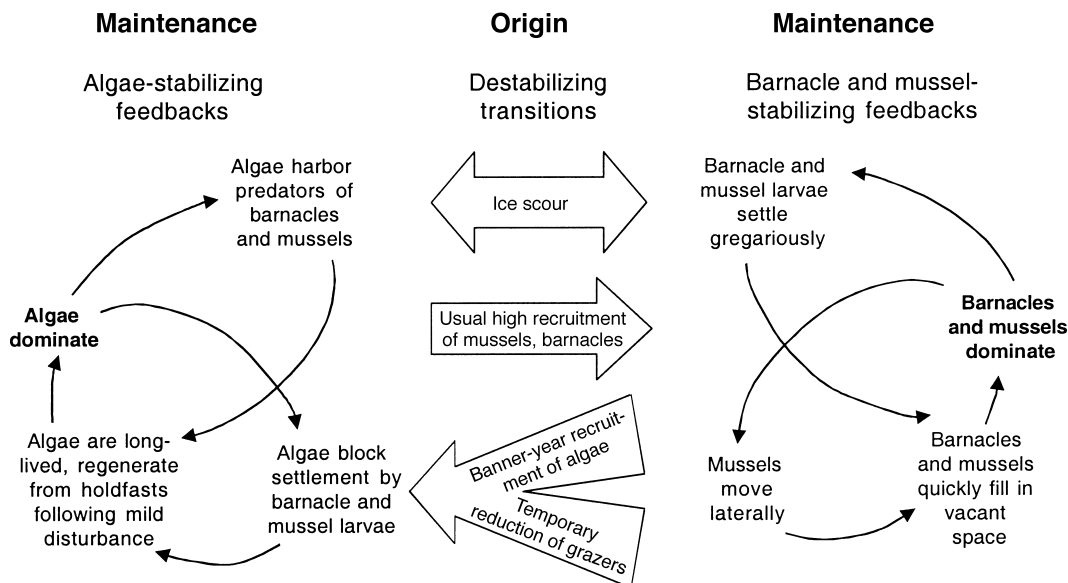 Maintenance
Origin
Maintenance
Algae-stabilizing
feedbacks
Destabilizing
transitions
Barnacle and mussel-
stabilizing feedbacks
Algae harbor
predators of
barnacles
and mussels
Ice scour
Barnacle and
mussel larvae
settle
gregariously
Algae
dominate
Usual high recruitment
of mussels, barnacles
Barnacles
and mussels
dominate
Algae are long-
lived, regenerate
from holdfasts
following mild
disturbance
Algae block
settlement by
barnacle and
mussel larvae
Banner-year recruit-
ment of algae
Temporary
reduction of grazers
Mussels
move
laterally
Barnacles
and mussels
quickly fill in
vacant
space